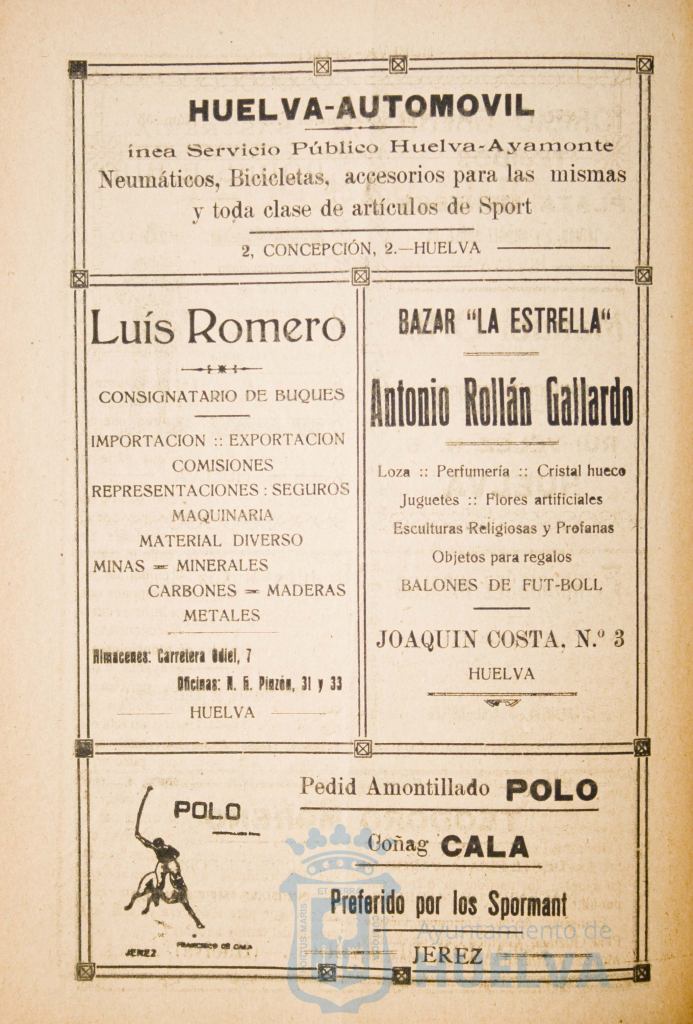 HUELVA-AUTOMOVIL
ínea Servicio Público Huelva-Ayamonte
Neumáticos, Bicicletas, accesorios para las mismas
y toda clase de artículos de Sport
2, CONCEPCIÓN, 2.—HUELVA
Luís Romero
CONSIGNATARIO DE BUQUES
IMPORTACION :: EXPORTACION
COMISIONES
REPRESENTACIONES : SEGUROS
MAQUINARIA
MATERIAL DIVERSO
MINAS = MINERALES
CARBONES = MADERAS
METALES
Almacenes: Carretera Odiel, 7
Oficinas: R. H. Pinzón, 31 y 33
HUELVA
BAZAR "LA ESTRELLA"
Antonio Rollán Gallardo
Loza :: Perfumería :: Cristal hueco
Juguetes :: Flores artificiales
Esculturas Religiosas y Profanas
Objetos para regalos
BALONES DE FUT-BOLL
JOAQUIN COSTA, N.º 3
HUELVA
POLO
JEREZ FRANCISCO DE CALA
Pedid Amontillado POLO
Coñag CALA
Preferido por los Spormant
JEREZ
Ayuntamiento de
HUELVA